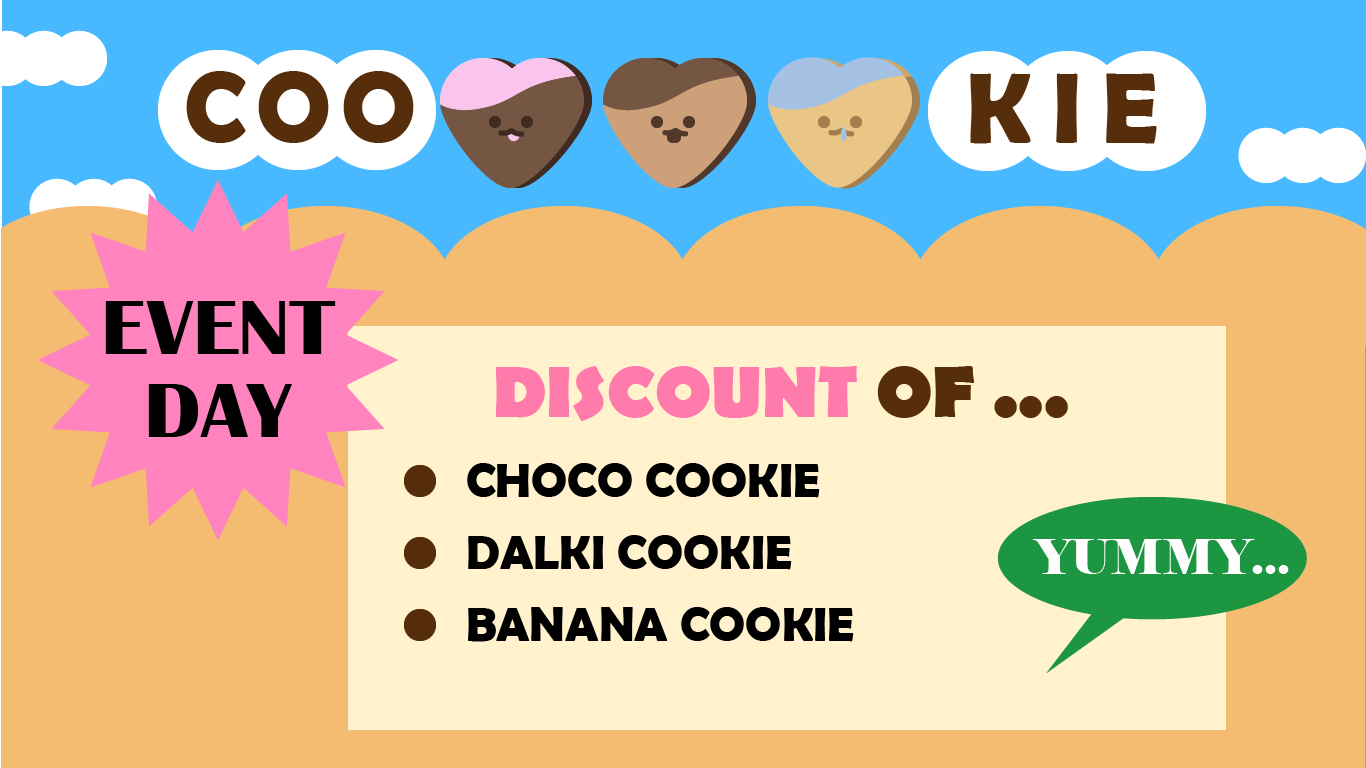 COO KIE
EVENT
DAY
DISCOUNT OF ...
CHOCO COOKIE
DALKI COOKIE
BANANA COOKIE
YUMMY...